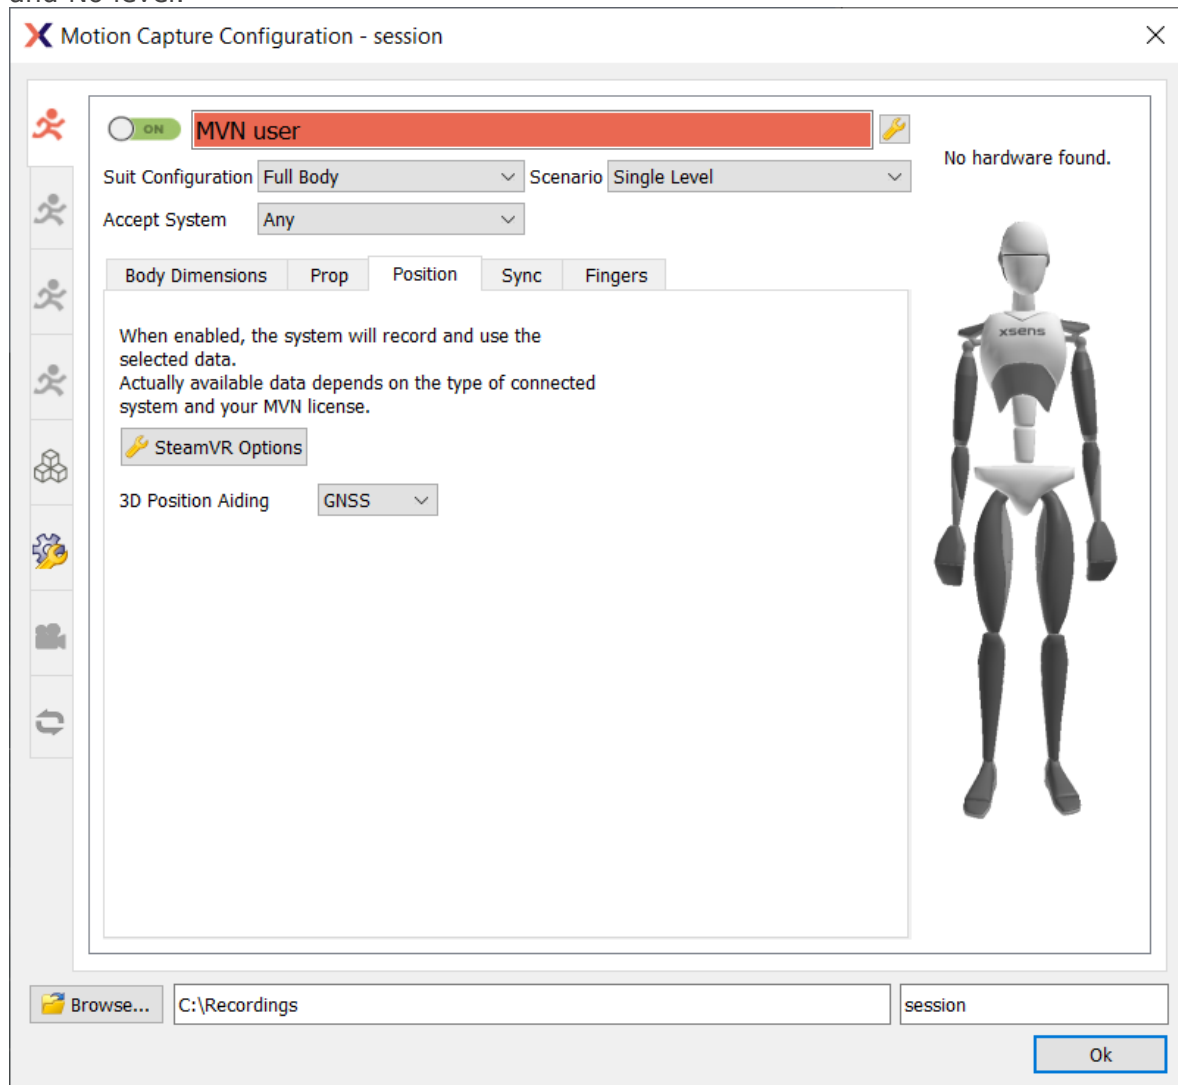 and No level.
Motion Capture Configuration - session
ON
MVN user
No hardware found.
Suit Configuration Full Body Scenario Single Level
Accept System Any
Body Dimensions Prop Position Sync Fingers
When enabled, the system will record and use the
selected data.
Actually available data depends on the type of connected
system and your MVN license.
SteamVR Options
3D Position Aiding GNSS
xsens
Browse... C:\Recordings session
Ok